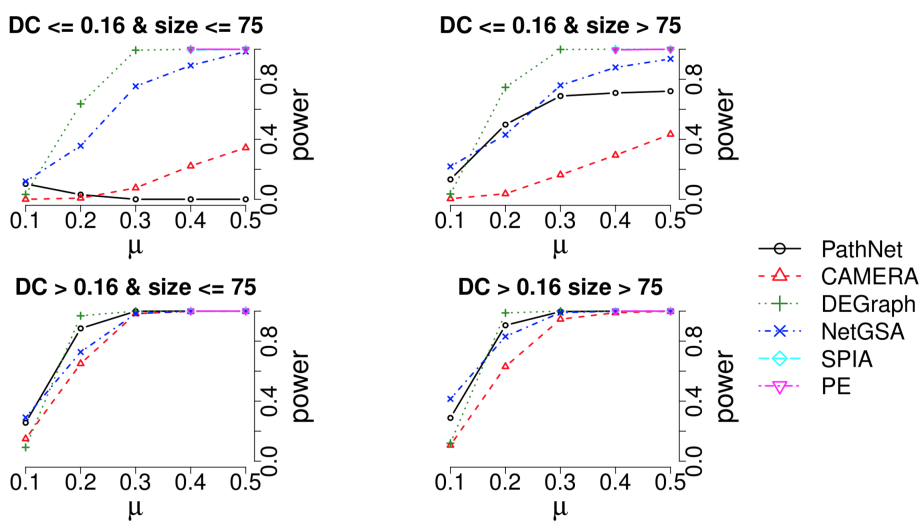 DC <= 0.16 & size <= 75
0.0 0.4 0.8
power
0.1 0.2 0.3 0.4 0.5
μ
DC <= 0.16 & size > 75
0.0 0.4 0.8
power
0.1 0.2 0.3 0.4 0.5
μ
DC > 0.16 & size <= 75
0.0 0.4 0.8
power
0.1 0.2 0.3 0.4 0.5
μ
DC > 0.16 size > 75
0.0 0.4 0.8
power
0.1 0.2 0.3 0.4 0.5
μ
PathNet
CAMERA
DEGraph
NetGSA
SPIA
PE